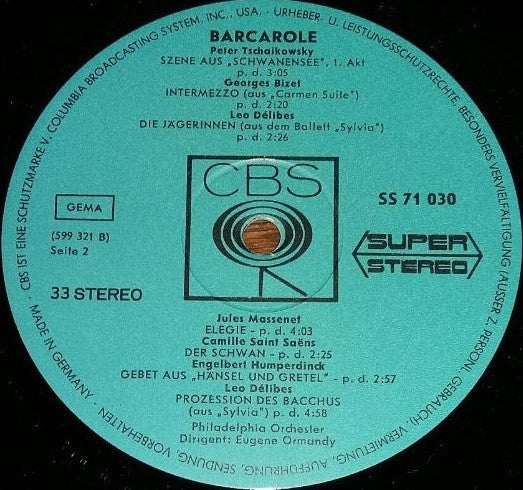 BARCAROLE
Peter Tschaikowsky
SZENE AUS „SCHWANENSEE”, 1. Akt
p. d. 3:05
Georges Bizet
INTERMEZZO (aus „Carmen Suite”)
p. d. 2:20
Leo Délibes
DIE JÄGERINNEN (aus dem Ballett „Sylvia”)
p. d. 2:26
CBS
GEMA
SS 71 030
(599 321 B)
Seite 2
SUPER
STEREO
33 STEREO
Jules Massenet
ELEGIE - p. d. 4:03
Camille Saint Saëns
DER SCHWAN - p. d. 2:25
Engelbert Humperdinck
GEBET AUS „HÄNSEL UND GRETEL” - p. d. 2:57
Leo Délibes
PROZESSION DES BACCHUS
(aus „Sylvia”) p. d. 4:58
Philadelphia Orchester
Dirigent: Eugene Ormandy
MADE IN GERMANY · CBS IST EINE SCHUTZMARKE V. COLUMBIA BROADCASTING SYSTEM, INC., USA. - URHEBER- U. LEISTUNGSSCHUTZRECHTE, BESONDERS VERVIELFÄLTIGUNG (AUSSER Z. PERSÖNL. GEBRAUCH), VERMIETUNG, AUFFÜHRUNG, SENDUNG, VORBEHALTEN ·